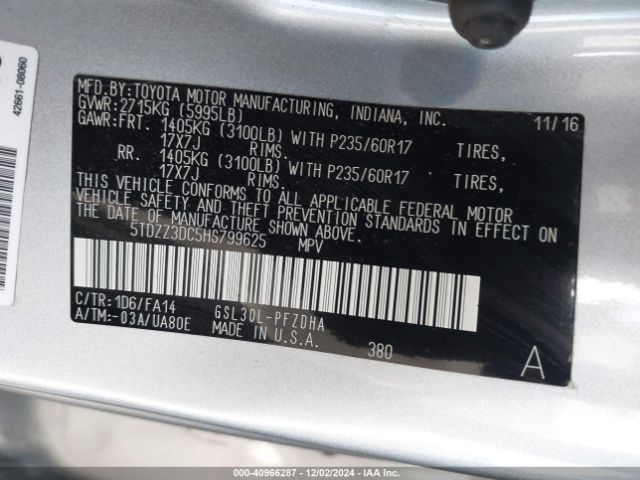 42661-08060
MFD.BY:TOYOTA MOTOR MANUFACTURING, INDIANA, INC.
GVWR:2715KG (5995LB) 11/16
GAWR:FRT. 1405KG (3100LB) WITH P235/60R17 TIRES,
17X7J RIMS.
RR. 1405KG (3100LB) WITH P235/60R17 TIRES,
17X7J RIMS.
THIS VEHICLE CONFORMS TO ALL APPLICABLE FEDERAL MOTOR
VEHICLE SAFETY AND THEFT PREVENTION STANDARDS IN EFFECT ON
THE DATE OF MANUFACTURE SHOWN ABOVE.
5TDZZ3DC5HS799625 MPV
C/TR:1D6/FA14 GSL30L-PFZDHA
A/TM:-03A/UA80E MADE IN U.S.A.
380 A
000-40966287 - 12/02/2024 - IAA Inc.